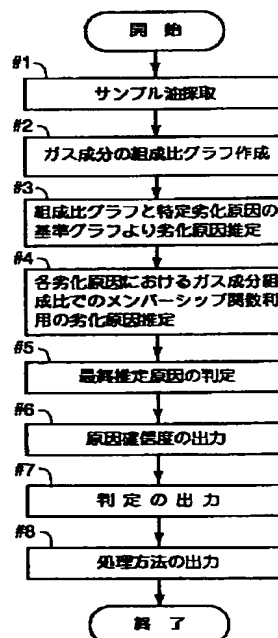 開始
#1
サンプル油採取
#2
ガス成分の組成比グラフ作成
#3
組成比グラフと特定劣化原因の
基準グラフより劣化原因推定
#4
各劣化原因におけるガス成分組
成比でのメンバーシップ関数利
用の劣化原因推定
#5
最終推定原因の判定
#6
原因確信度の出力
#7
判定の出力
#8
処理方法の出力
終了